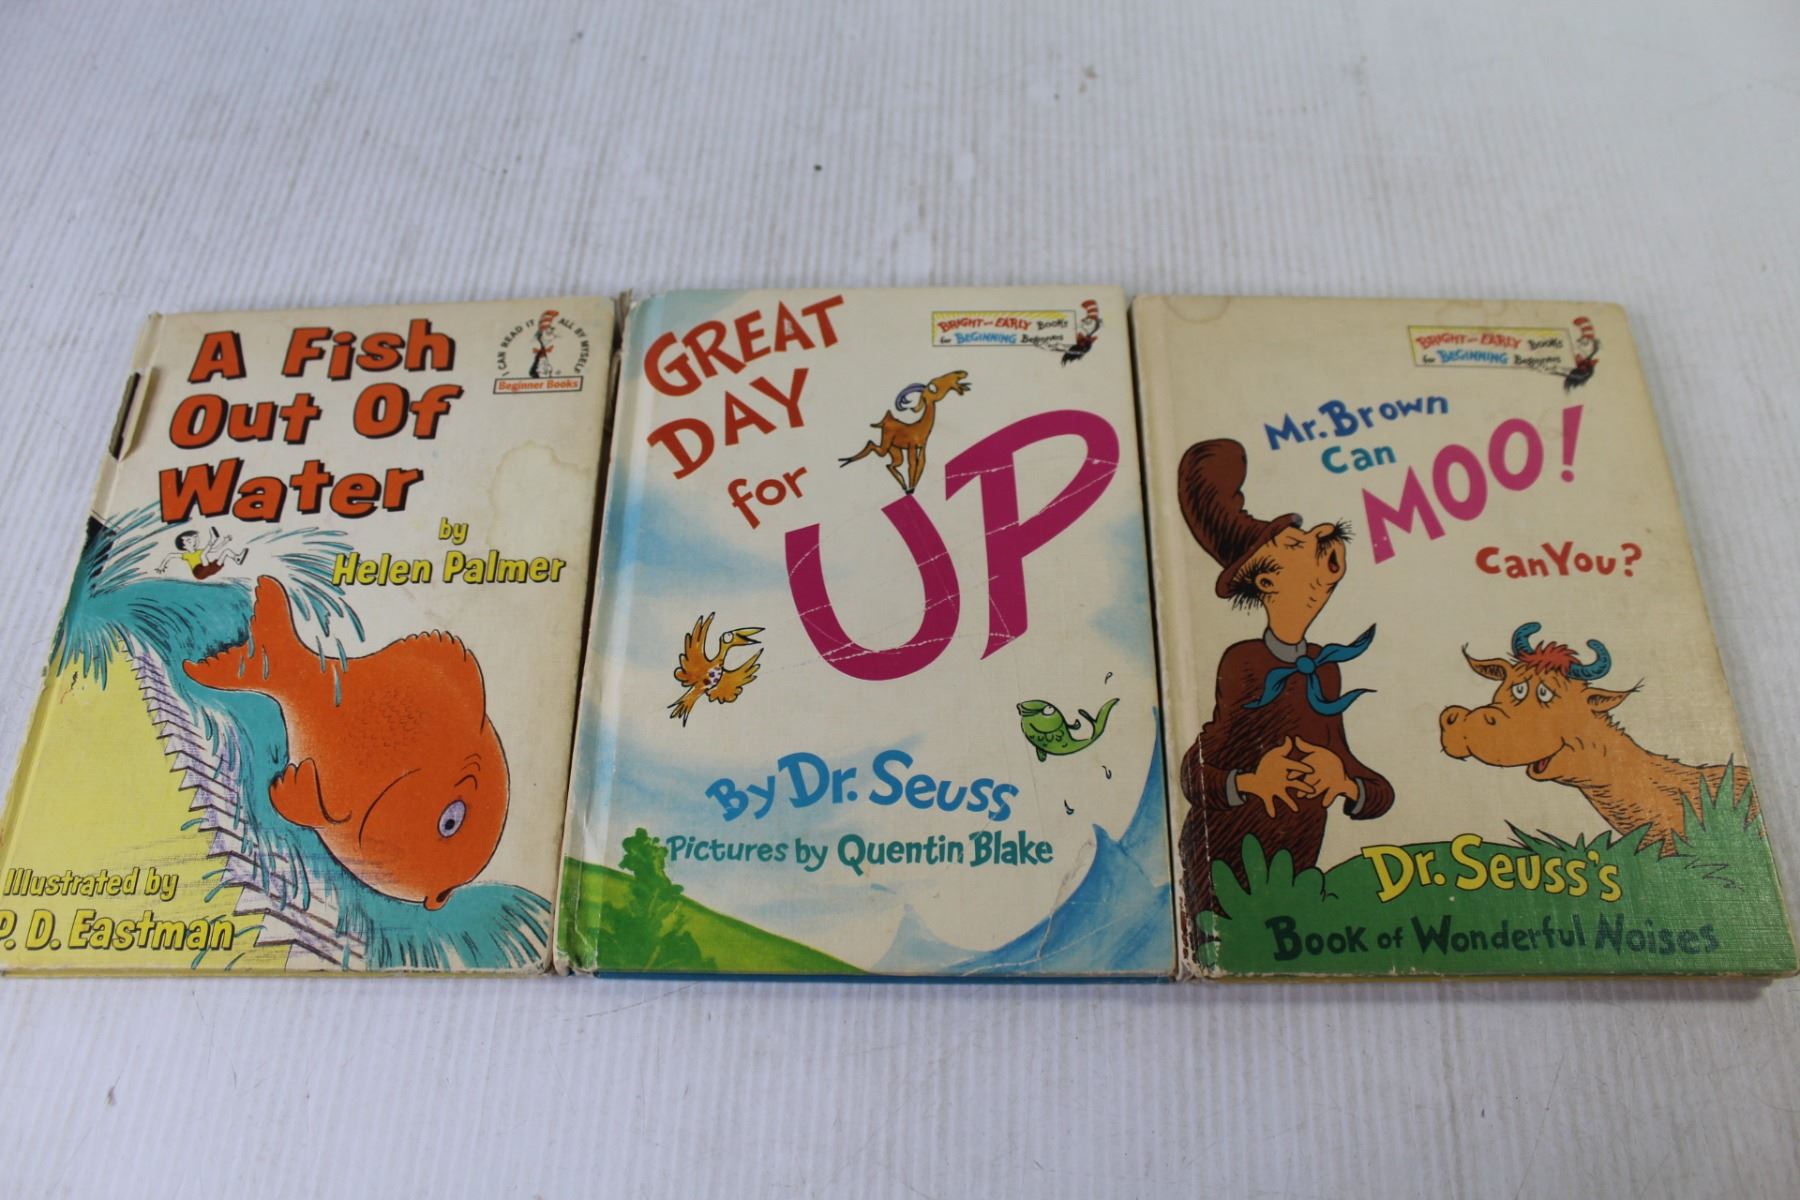 A Fish
Out Of
Water
I CAN READ IT ALL BY MYSELF
Beginner Books
by
Helen Palmer
Illustrated by
P. D. Eastman
GREAT
DAY
for
UP
BRIGHT and EARLY Books
for BEGINNING Beginners
By Dr. Seuss
Pictures by Quentin Blake
BRIGHT and EARLY Books
for BEGINNING Beginners
Mr. Brown
Can
MOO!
Can You?
Dr. Seuss's
Book of Wonderful Noises